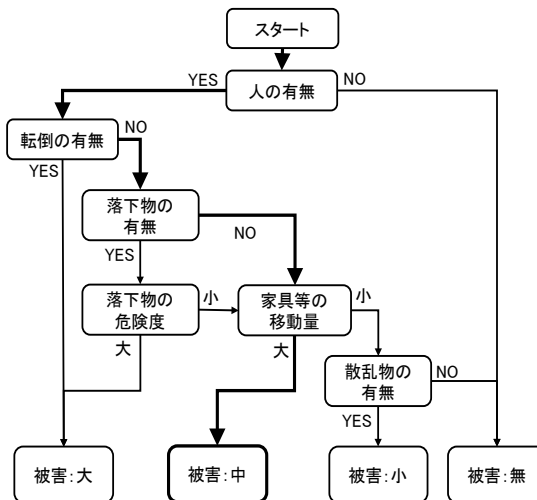 スタート
YES
人の有無
NO
転倒の有無
NO
YES
落下物の
有無
NO
YES
落下物の
危険度
小
家具等の
移動量
小
大
大
散乱物の
有無
NO
YES
被害:大
被害:中
被害:小
被害:無